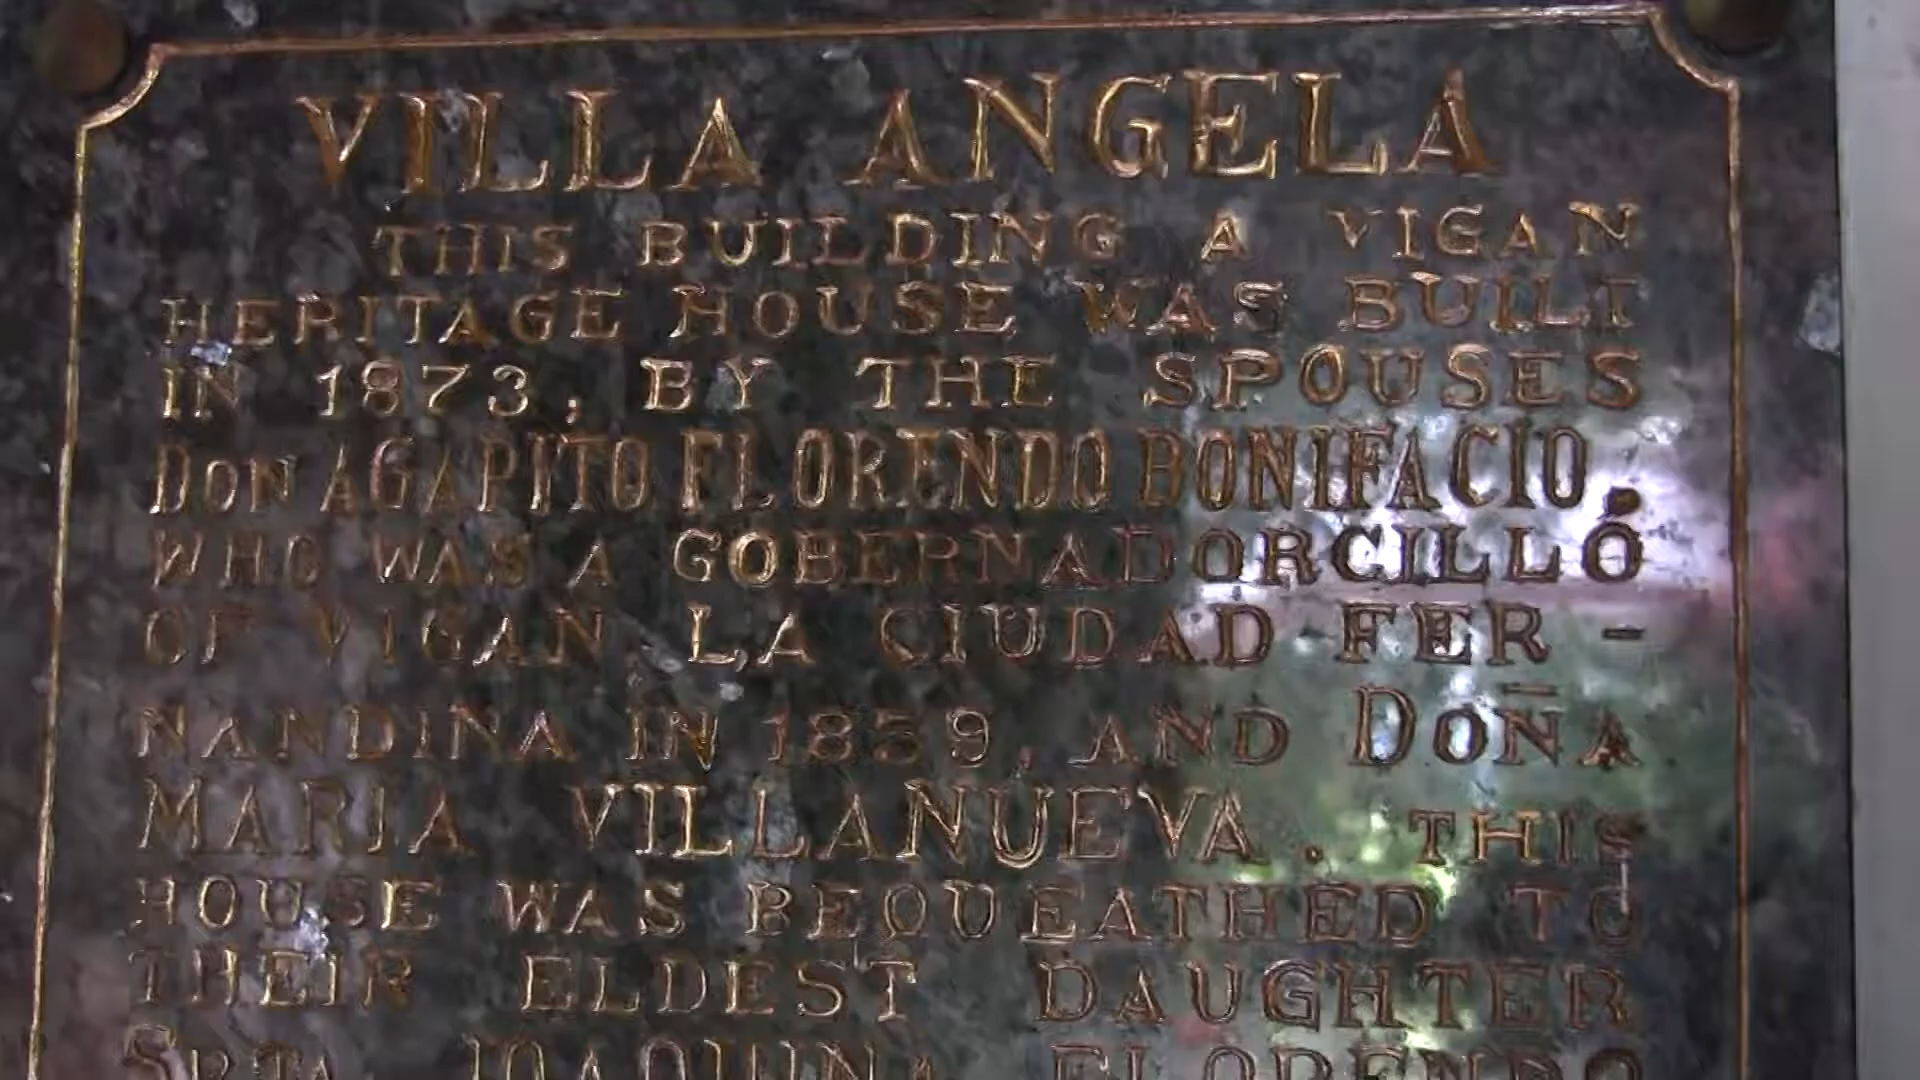 VILLA ANGELA
THIS BUILDING A VIGAN
HERITAGE HOUSE WAS BUILT
IN 1873, BY THE SPOUSES
DON AGAPITO FLORENDO BONIFACIO,
WHO WAS A GOBERNADORCILLO
OF VIGAN LA CIUDAD FER-
NANDINA IN 1859, AND DOÑA
MARIA VILLANUEVA. THIS
HOUSE WAS BEQUEATHED TO
THEIR ELDEST DAUGHTER
SRTA. JOAQUINA FLORENDO